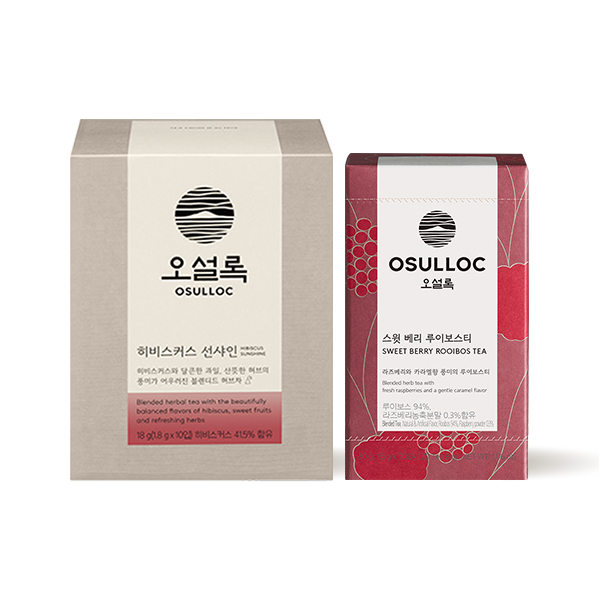 오설록
OSULLOC
히비스커스 선샤인 HIBISCUS
SUNSHINE
히비스커스와 달콤한 과일, 산뜻한 허브의
풍미가 어우러진 블렌디드 허브차
Blended herbal tea with the beautifully
balanced flavors of hibiscus, sweet fruits
and refreshing herbs
18 g(1.8 g x 10입) 히비스커스 41.5% 함유
OSULLOC
오설록
스윗 베리 루이보스티
SWEET BERRY ROOIBOS TEA
라즈베리와 카라멜향 풍미의 루이보스티
Blended herb tea with
fresh raspberries and a gentle caramel flavor
루이보스 94%,
라즈베리농축분말 0.3% 함유